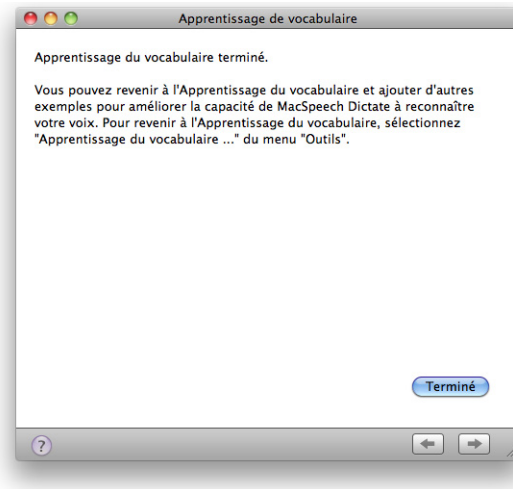 Apprentissage de vocabulaire
Apprentissage du vocabulaire terminé.
Vous pouvez revenir à l'Apprentissage du vocabulaire et ajouter d'autres
exemples pour améliorer la capacité de MacSpeech Dictate à reconnaître
votre voix. Pour revenir à l'Apprentissage du vocabulaire, sélectionnez
"Apprentissage du vocabulaire ..." du menu "Outils".
Terminé
?